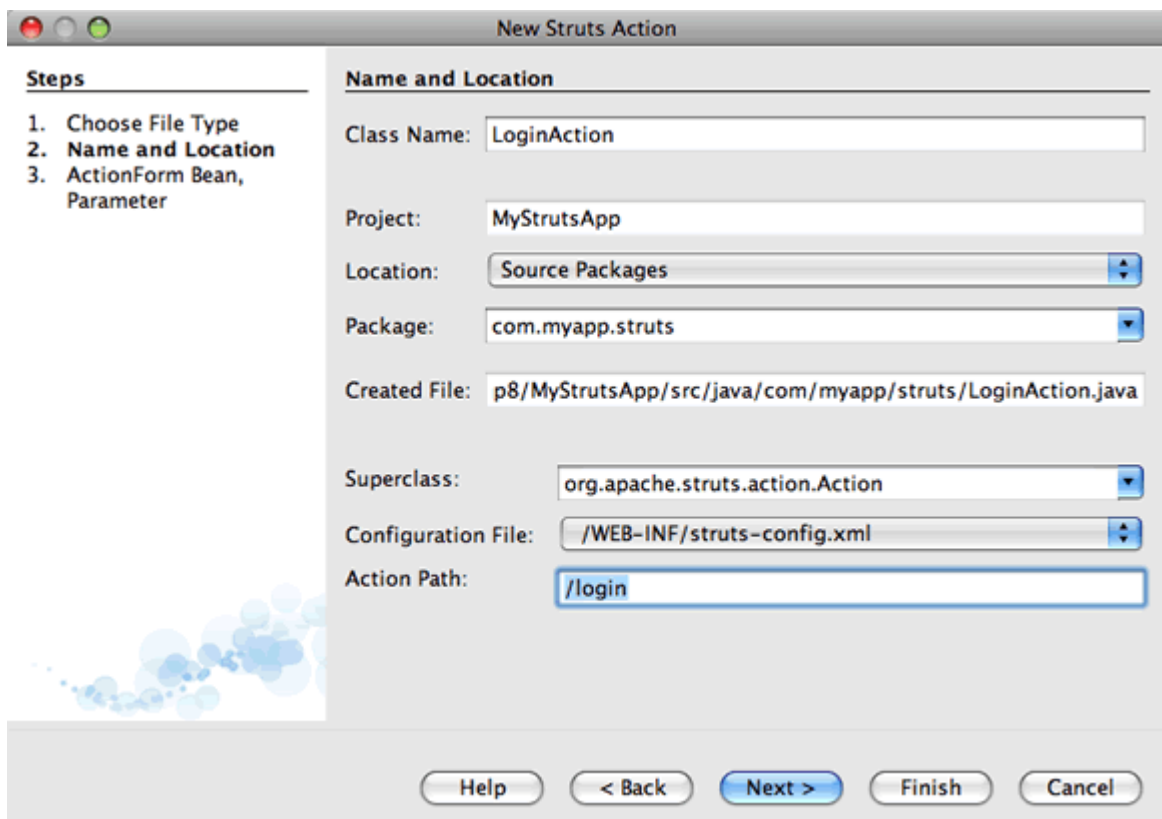 New Struts Action
Steps
1. Choose File Type
2. Name and Location
3. ActionForm Bean,
Parameter
Name and Location
Class Name: LoginAction
Project: MyStrutsApp
Location: Source Packages
Package: com.myapp.struts
Created File: p8/MyStrutsApp/src/java/com/myapp/struts/LoginAction.java
Superclass: org.apache.struts.action.Action
Configuration File: /WEB-INF/struts-config.xml
Action Path: /login
Help < Back Next > Finish Cancel